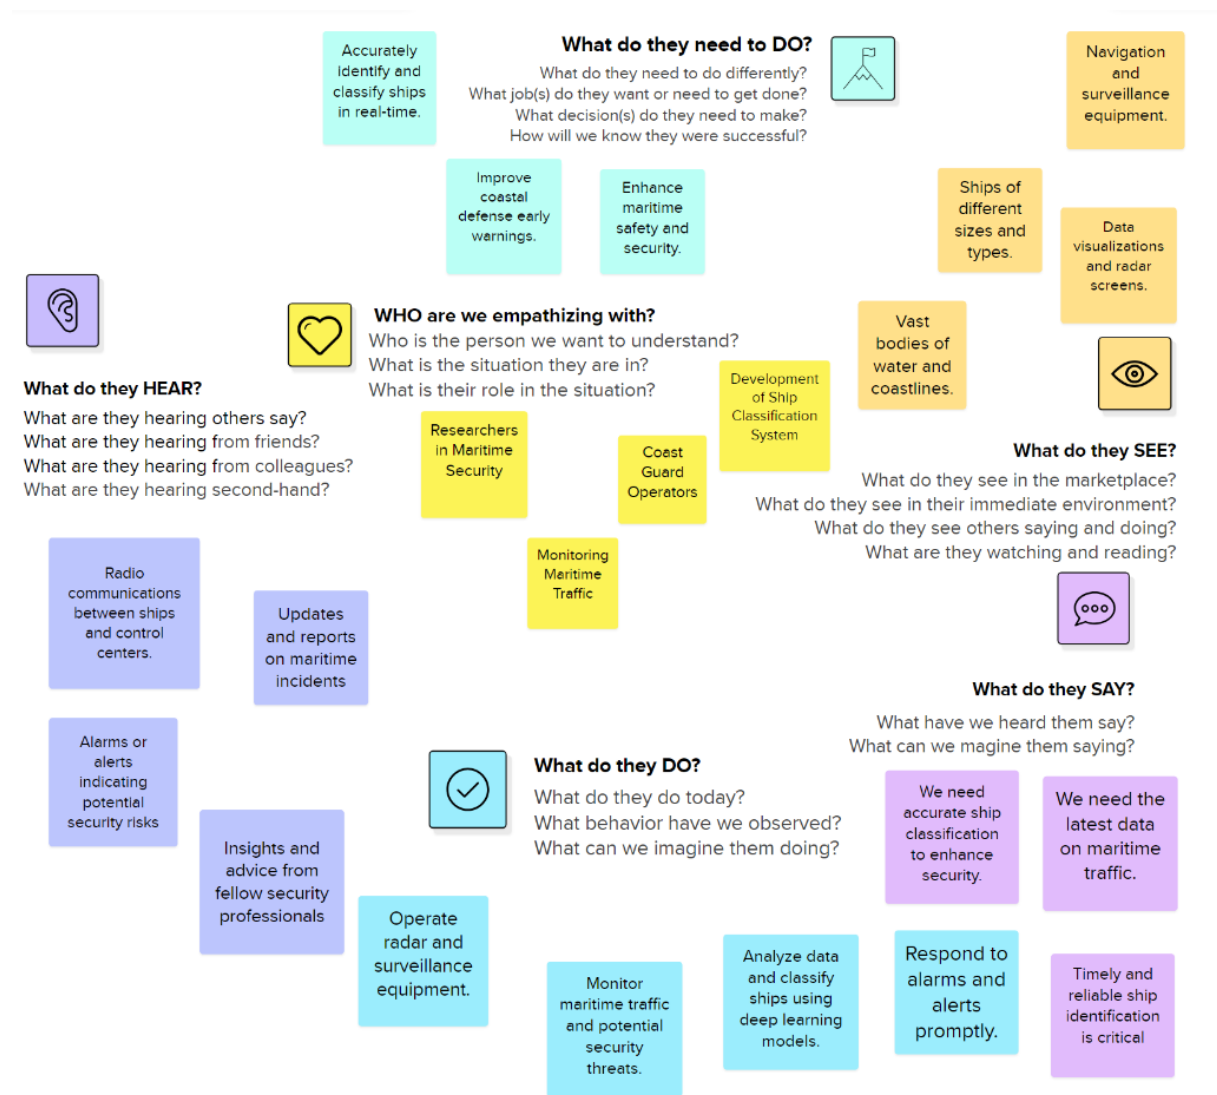 Accurately
identify and
classify ships
in real-time.
What do they need to DO?
What do they need to do differently?
What job(s) do they want or need to get done?
What decision(s) do they need to make?
How will we know they were successful?
Navigation
and
surveillance
equipment.
Improve
coastal
defense early
warnings.
Enhance
maritime
safety and
security.
Ships of
different
sizes and
types.
Data
visualizations
and radar
screens.
Vast
bodies of
water and
coastlines.
WHO are we empathizing with?
Who is the person we want to understand?
What is the situation they are in?
What is their role in the situation?
Researchers
in Maritime
Security
Coast
Guard
Operators
Development
of Ship
Classification
System
Monitoring
Maritime
Traffic
What do they HEAR?
What are they hearing others say?
What are they hearing from friends?
What are they hearing from colleagues?
What are they hearing second-hand?
What do they SEE?
What do they see in the marketplace?
What do they see in their immediate environment?
What do they see others saying and doing?
What are they watching and reading?
Radio
communications
between ships
and control
centers.
Updates
and reports
on maritime
incidents
Alarms or
alerts
indicating
potential
security risks
Insights and
advice from
fellow security
professionals
What do they SAY?
What have we heard them say?
What can we magine them saying?
We need
accurate ship
classification
to enhance
security.
We need the
latest data
on maritime
traffic.
Timely and
reliable ship
identification
is critical
What do they DO?
What do they do today?
What behavior have we observed?
What can we imagine them doing?
Operate
radar and
surveillance
equipment.
Monitor
maritime traffic
and potential
security
threats.
Analyze data
and classify
ships using
deep learning
models.
Respond to
alarms and
alerts
promptly.